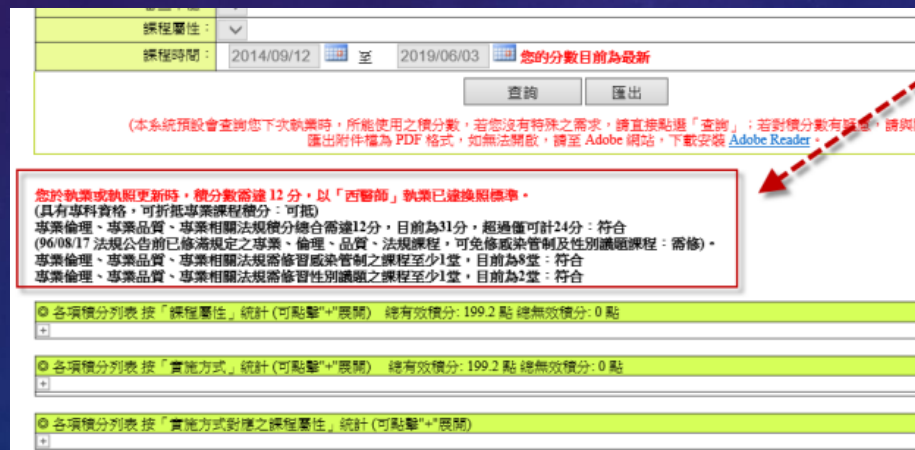 課程屬性：
課程時間： 2014/09/12 至 2019/06/03 您的分數目前為最新
查詢 匯出
(本系統預設會查詢您下次執業時，所能使用之積分數，若您沒有特殊之需求，請直接點選「查詢」；若對積分數有疑，請與
匯出附件檔為 PDF 格式，如無法開啟，請至 Adobe 網站，下載安裝 Adobe Reader。
您於執業或執照更新時，積分數需達 12 分，以「西醫師」執業已達換照標準。
(具有專科資格，可折抵專業課程積分：可抵)
專業倫理、專業品質、專業相關法規積分總合需達12分，目前為31分，超過僅可計24分：符合
(96/08/17 法規公告前已修滿規定之專業、倫理、品質、法規課程，可免修感染管制及性別議題課程：需修)。
專業倫理、專業品質、專業相關法規需修習感染管制之課程至少1堂，目前為8堂：符合
專業倫理、專業品質、專業相關法規需修習性別議題之課程至少1堂，目前為2堂：符合
◎ 各項積分列表 按「課程屬性」統計 (可點擊"+"展開) 總有效積分: 199.2 點 總無效積分: 0 點
+
◎ 各項積分列表 按「實施方式」統計 (可點擊"+"展開) 總有效積分: 199.2 點 總無效積分: 0 點
+
◎ 各項積分列表 按「實施方式對應之課程屬性」統計 (可點擊"+"展開)
+